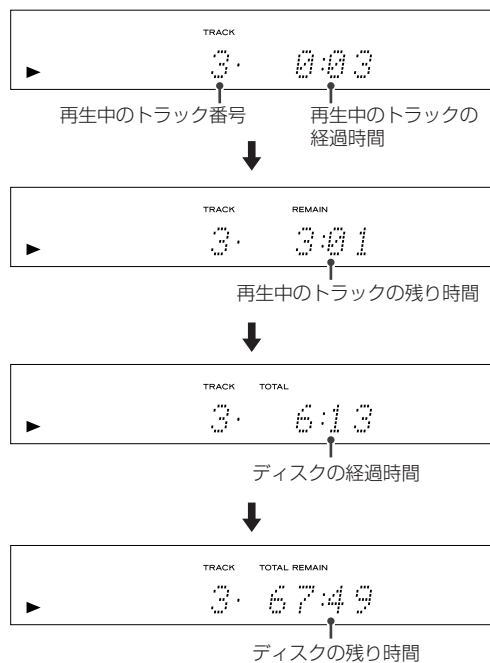 TRACK
3. 0:03
再生中のトラック番号
再生中のトラックの
経過時間
TRACK REMAIN
3. 3:01
再生中のトラックの残り時間
TRACK TOTAL
3. 6:13
ディスクの経過時間
TRACK TOTAL REMAIN
3. 67:49
ディスクの残り時間